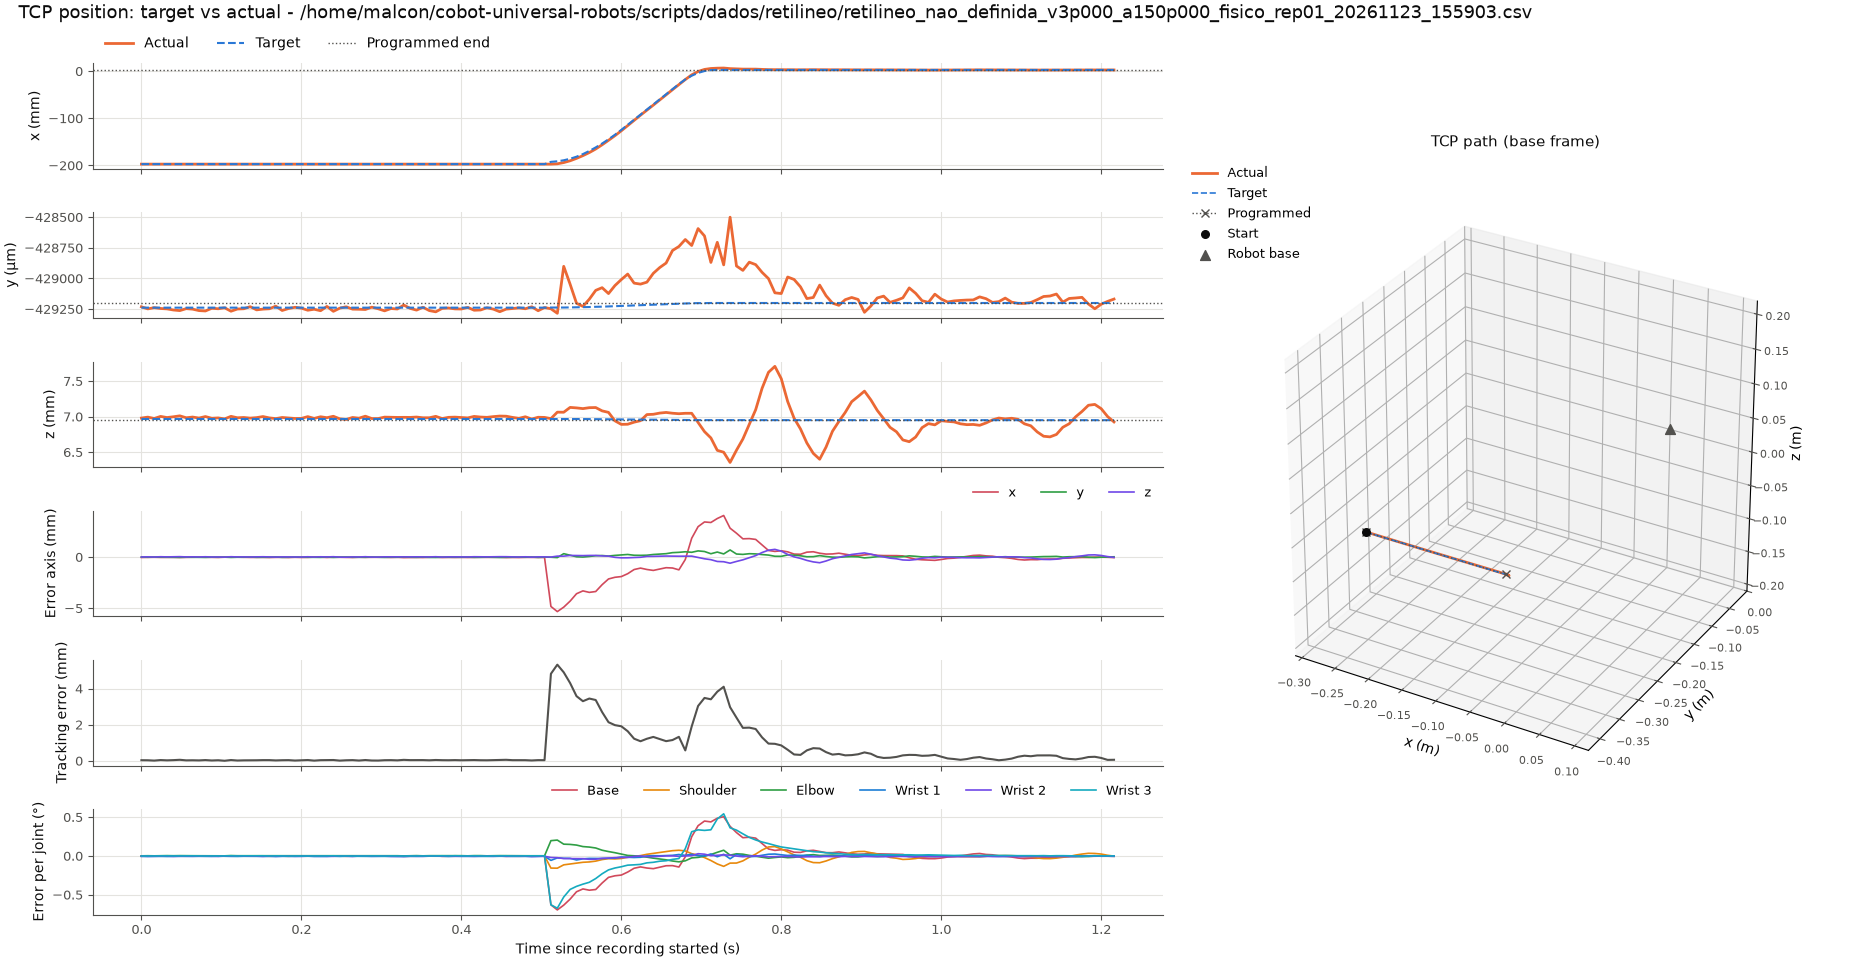 TCP position: target vs actual - /home/malcon/cobot-universal-robots/scripts/dados/retilineo/retilineo_nao_definida_v3p000_a150p000_fisico_rep01_20261123_155903.csv
Actual Target Programmed end
x (mm)
0
−100
−200
y (µm)
−428500
−428750
−429000
−429250
z (mm)
7.5
7.0
6.5
x y z
Error axis (mm)
0
−5
Tracking error (mm)
4
2
0
Base Shoulder Elbow Wrist 1 Wrist 2 Wrist 3
Error per joint (°)
0.5
0.0
−0.5
0.0 0.2 0.4 0.6 0.8 1.0 1.2
Time since recording started (s)
TCP path (base frame)
Actual
Target
Programmed
Start
Robot base
0.20
0.15
0.10
0.05
0.00
−0.05
−0.10
−0.15
−0.20
z (m)
0.00
−0.05
−0.10
−0.15
−0.20
−0.25
−0.30
−0.35
−0.40
y (m)
−0.30
−0.25
−0.20
−0.15
−0.10
−0.05
0.00
0.05
0.10
x (m)